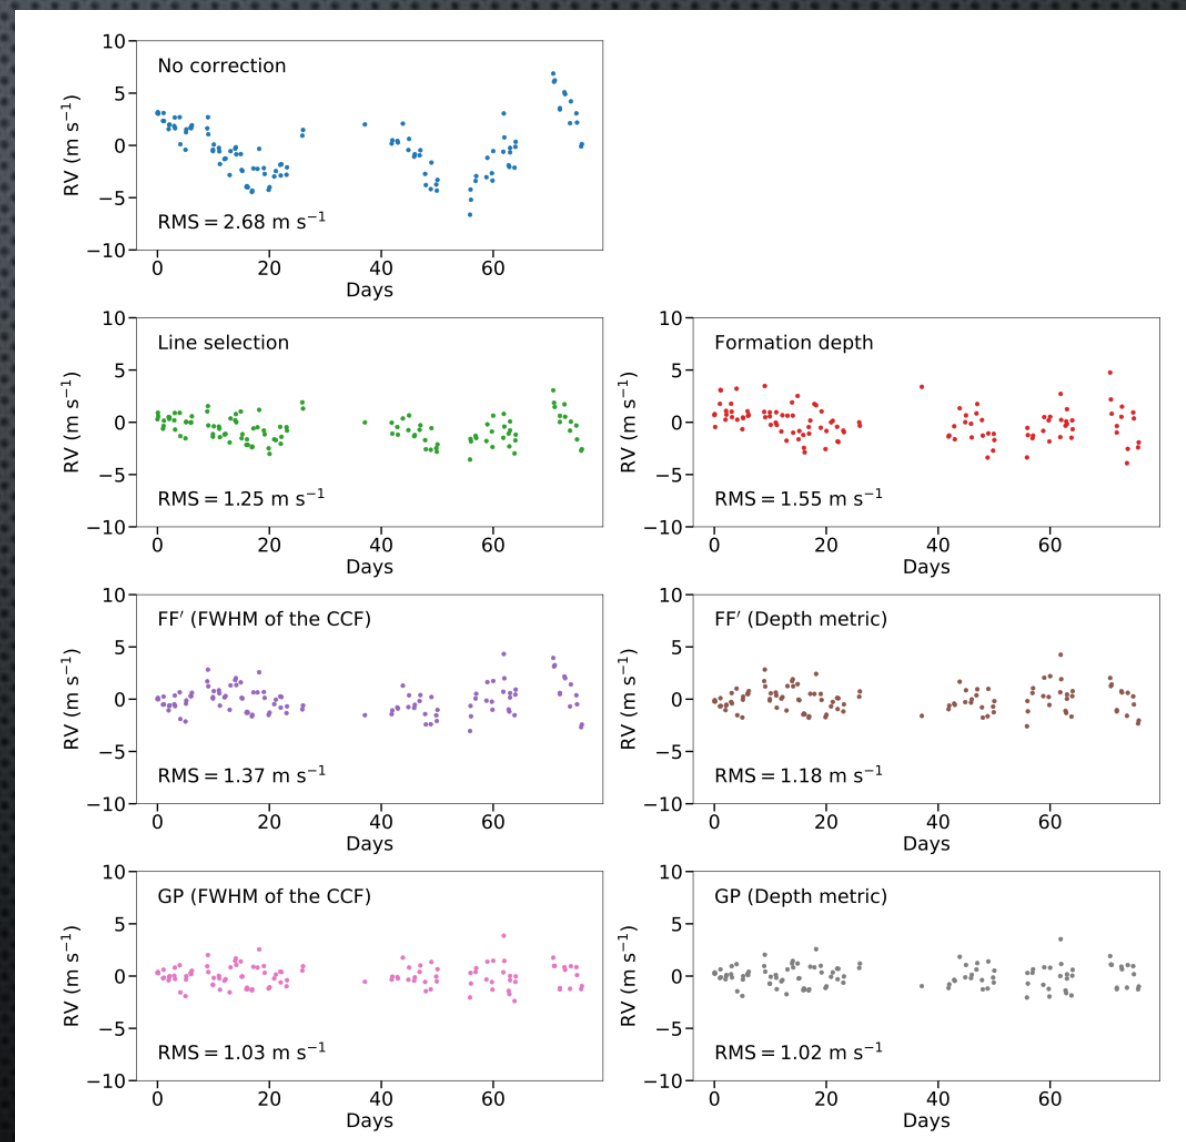 No correction
RMS = 2.68 m s⁻¹
RV (m s⁻¹)
10
5
0
−5
−10
0 20 40 60
Days
Line selection
RMS = 1.25 m s⁻¹
RV (m s⁻¹)
10
5
0
−5
−10
0 20 40 60
Days
Formation depth
RMS = 1.55 m s⁻¹
RV (m s⁻¹)
10
5
0
−5
−10
0 20 40 60
Days
FF′ (FWHM of the CCF)
RMS = 1.37 m s⁻¹
RV (m s⁻¹)
10
5
0
−5
−10
0 20 40 60
Days
FF′ (Depth metric)
RMS = 1.18 m s⁻¹
RV (m s⁻¹)
10
5
0
−5
−10
0 20 40 60
Days
GP (FWHM of the CCF)
RMS = 1.03 m s⁻¹
RV (m s⁻¹)
10
5
0
−5
−10
0 20 40 60
Days
GP (Depth metric)
RMS = 1.02 m s⁻¹
RV (m s⁻¹)
10
5
0
−5
−10
0 20 40 60
Days